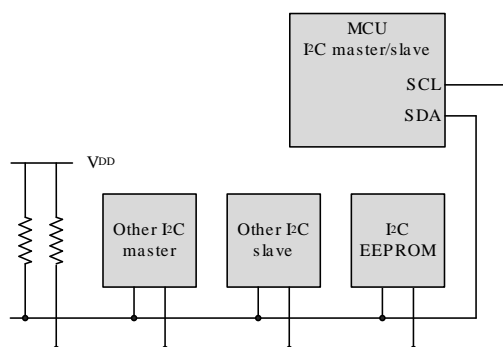 MCU
I²C master/slave
SCL
SDA
VDD
Other I²C
master
Other I²C
slave
I²C
EEPROM